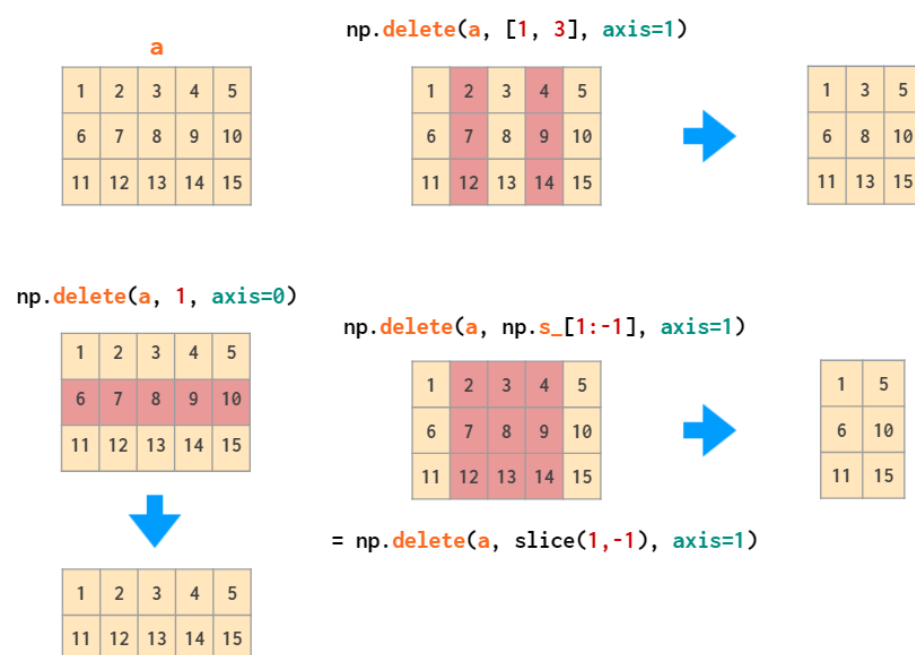 a
1 2 3 4 5
6 7 8 9 10
11 12 13 14 15
np.delete(a, [1, 3], axis=1)
1 2 3 4 5
6 7 8 9 10
11 12 13 14 15
1 3 5
6 8 10
11 13 15
np.delete(a, 1, axis=0)
1 2 3 4 5
6 7 8 9 10
11 12 13 14 15
1 2 3 4 5
11 12 13 14 15
np.delete(a, np.s_[1:-1], axis=1)
1 2 3 4 5
6 7 8 9 10
11 12 13 14 15
1 5
6 10
11 15
= np.delete(a, slice(1,-1), axis=1)